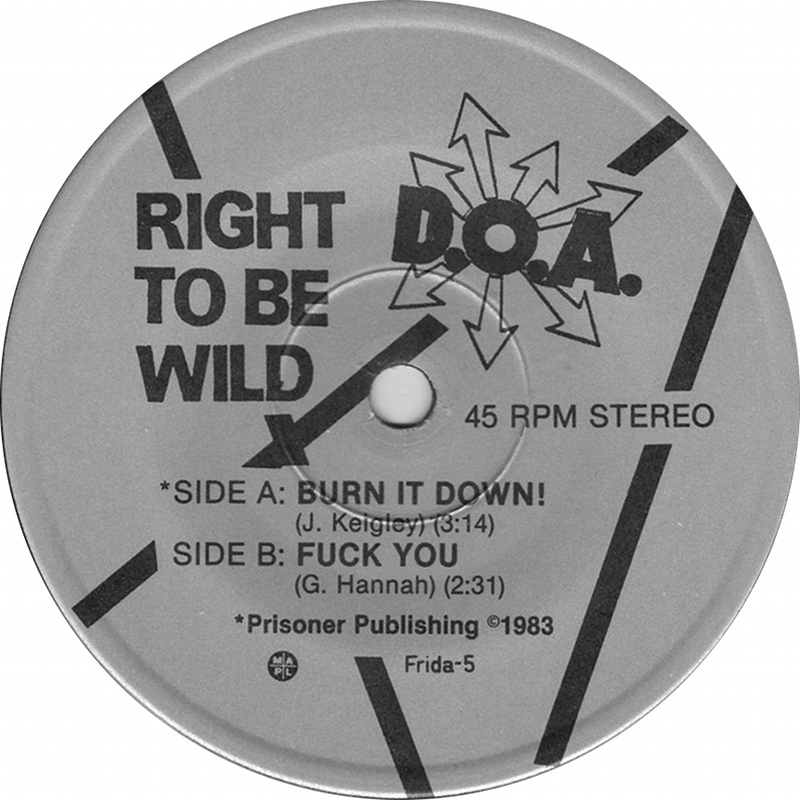 RIGHT
TO BE
WILD
D.O.A.
45 RPM STEREO
*SIDE A: BURN IT DOWN!
(J. Keigley) (3:14)
SIDE B: FUCK YOU
(G. Hannah) (2:31)
*Prisoner Publishing ©1983
M A
P L
Frida-5